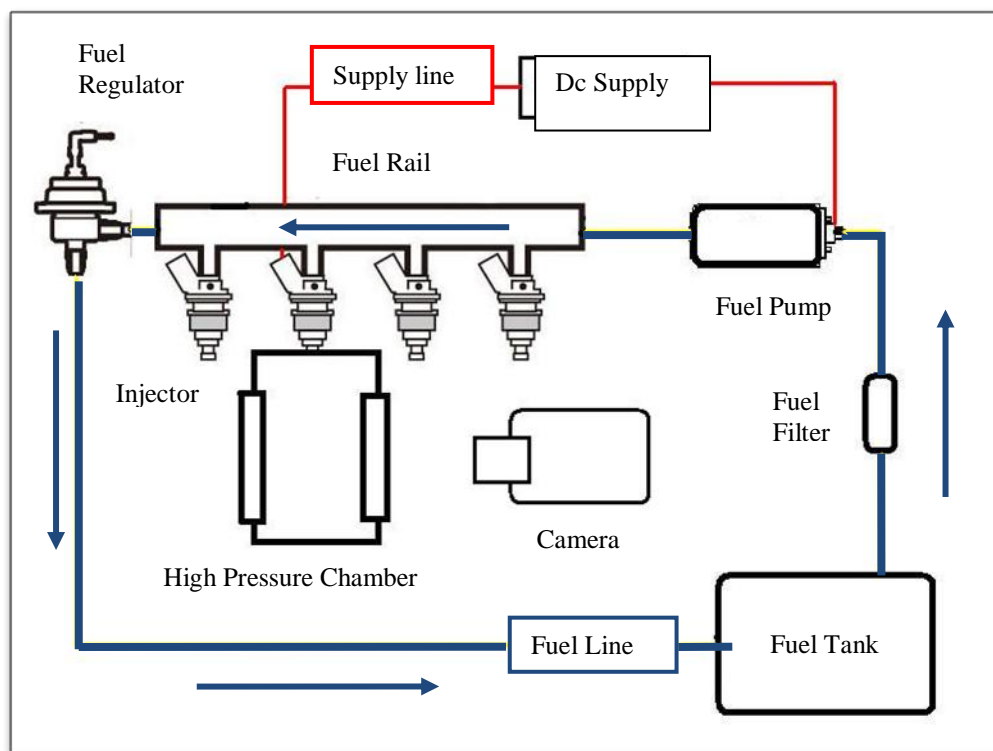 Fuel
Regulator
Supply line
Dc Supply
Fuel Rail
Fuel Pump
Injector
Fuel
Filter
Camera
High Pressure Chamber
Fuel Line
Fuel Tank